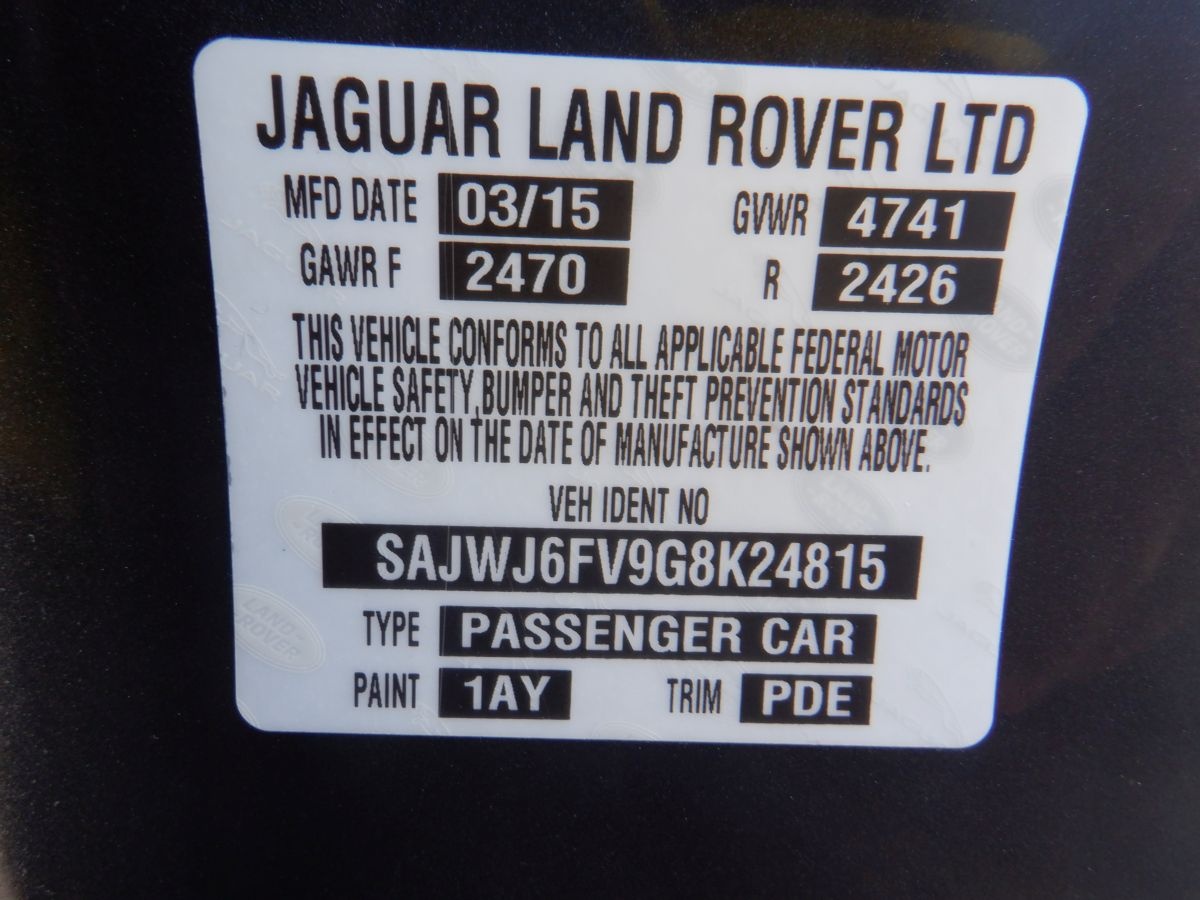 JAGUAR LAND ROVER LTD
MFD DATE 03/15 GVWR 4741
GAWR F 2470 R 2426
THIS VEHICLE CONFORMS TO ALL APPLICABLE FEDERAL MOTOR
VEHICLE SAFETY, BUMPER AND THEFT PREVENTION STANDARDS
IN EFFECT ON THE DATE OF MANUFACTURE SHOWN ABOVE.
VEH IDENT NO
SAJWJ6FV9G8K24815
TYPE PASSENGER CAR
PAINT 1AY TRIM PDE
LAND-
ROVER